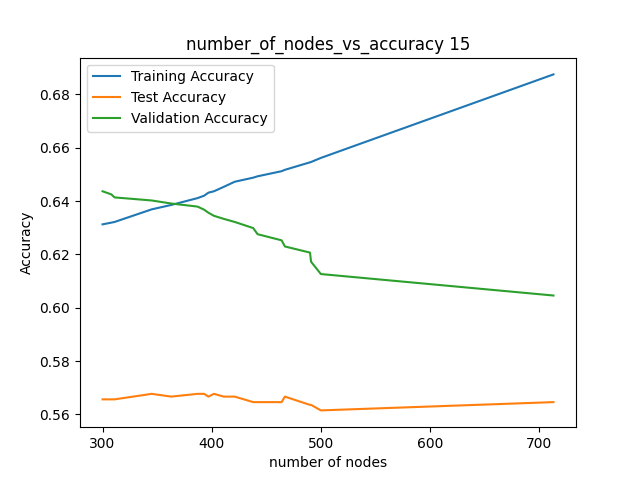 number_of_nodes_vs_accuracy 15
Training Accuracy
Test Accuracy
Validation Accuracy
Accuracy
0.68
0.66
0.64
0.62
0.60
0.58
0.56
300 400 500 600 700
number of nodes